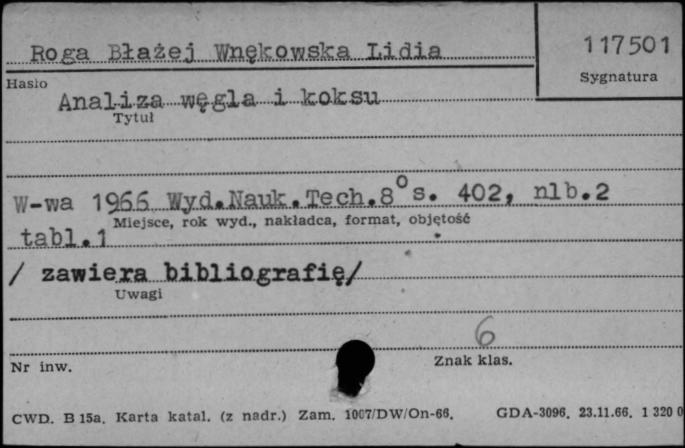 Roga Błażej Wnękowska Lidia
117501
Hasło
Sygnatura
Analiza węgla i koksu
Tytuł
W-wa 1966 Wyd.Nauk.Tech.8° s. 402, nlb.2
Miejsce, rok wyd., nakładca, format, objętość
tabl.1
/ zawiera bibliografię/
Uwagi
6
Nr inw.
Znak klas.
CWD. B 15a. Karta katal. (z nadr.) Zam. 1007/DW/On-66. GDA-3096. 23.11.66. 1 320 0